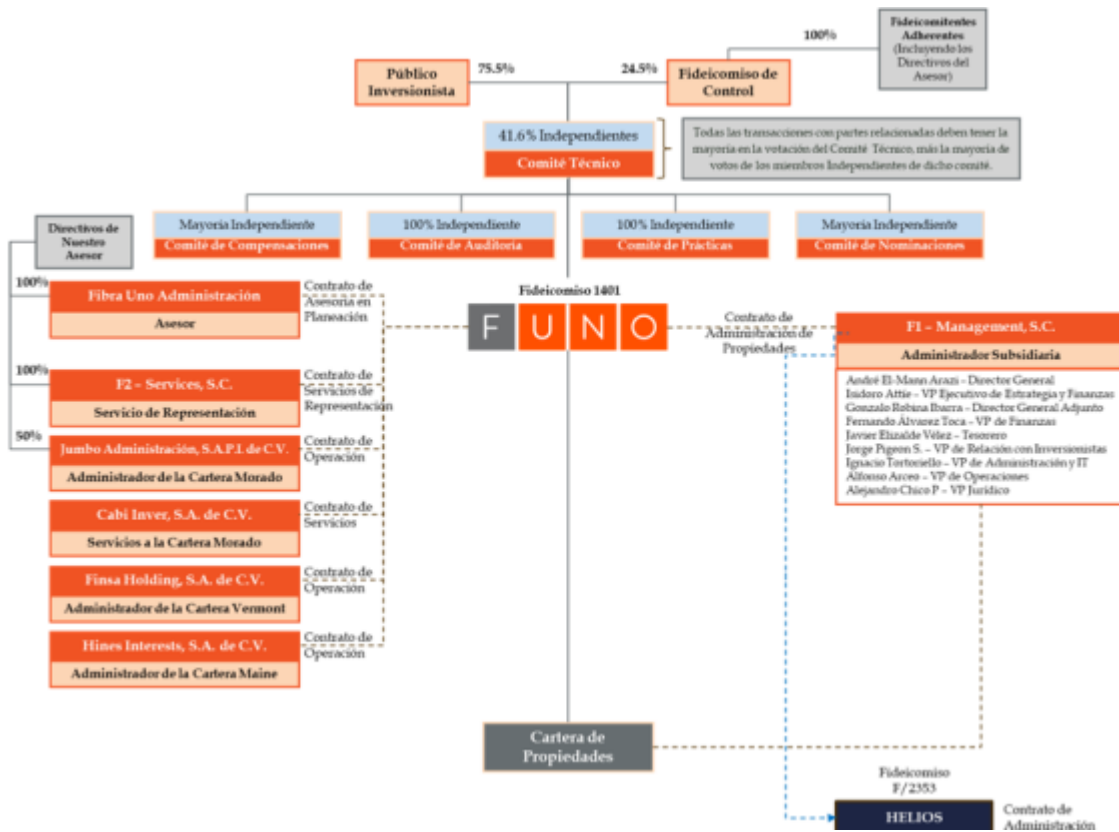 Fideicomitentes
Adherentes
(Incluyendo los
Directivos del
Asesor)
100%
Público
Inversionista
75.5%
24.5%
Fideicomiso de
Control
41.6% Independientes
Comité Técnico
Todas las transacciones con partes relacionadas deben tener la
mayoría en la votación del Comité Técnico, más la mayoría de
votos de los miembros Independientes de dicho comité.
Mayoría Independiente
Comité de Compensaciones
100% Independiente
Comité de Auditoría
100% Independiente
Comité de Prácticas
Mayoría Independiente
Comité de Nominaciones
Directivos de
Nuestro
Asesor
100%
Fibra Uno Administración
Asesor
Contrato de
Asesoría en
Planeación
100%
F2 – Services, S.C.
Servicio de Representación
Contrato de
Servicios de
Representación
50%
Jumbo Administración, S.A.P.I. de C.V.
Administrador de la Cartera Morado
Contrato de
Operación
Cabi Inver, S.A. de C.V.
Servicios a la Cartera Morado
Contrato de
Servicios
Finsa Holding, S.A. de C.V.
Administrador de la Cartera Vermont
Contrato de
Operación
Hines Interests, S.A. de C.V.
Administrador de la Cartera Maine
Contrato de
Operación
Fideicomiso 1401
FUNO
Contrato de
Administración de
Propiedades
F1 – Management, S.C.
Administrador Subsidiaria
André El-Mann Arazi – Director General
Isidoro Attie – VP Ejecutivo de Estrategia y Finanzas
Gonzalo Robina Ibarra – Director General Adjunto
Fernando Álvarez Toca – VP de Finanzas
Javier Elizalde Vélez – Tesorero
Jorge Pigeon S. – VP de Relación con Inversionistas
Ignacio Tortoriello – VP de Administración y IT
Alfonso Arceo – VP de Operaciones
Alejandro Chico P – VP Jurídico
Cartera de
Propiedades
Fideicomiso
F/2353
HELIOS
Contrato de
Administración